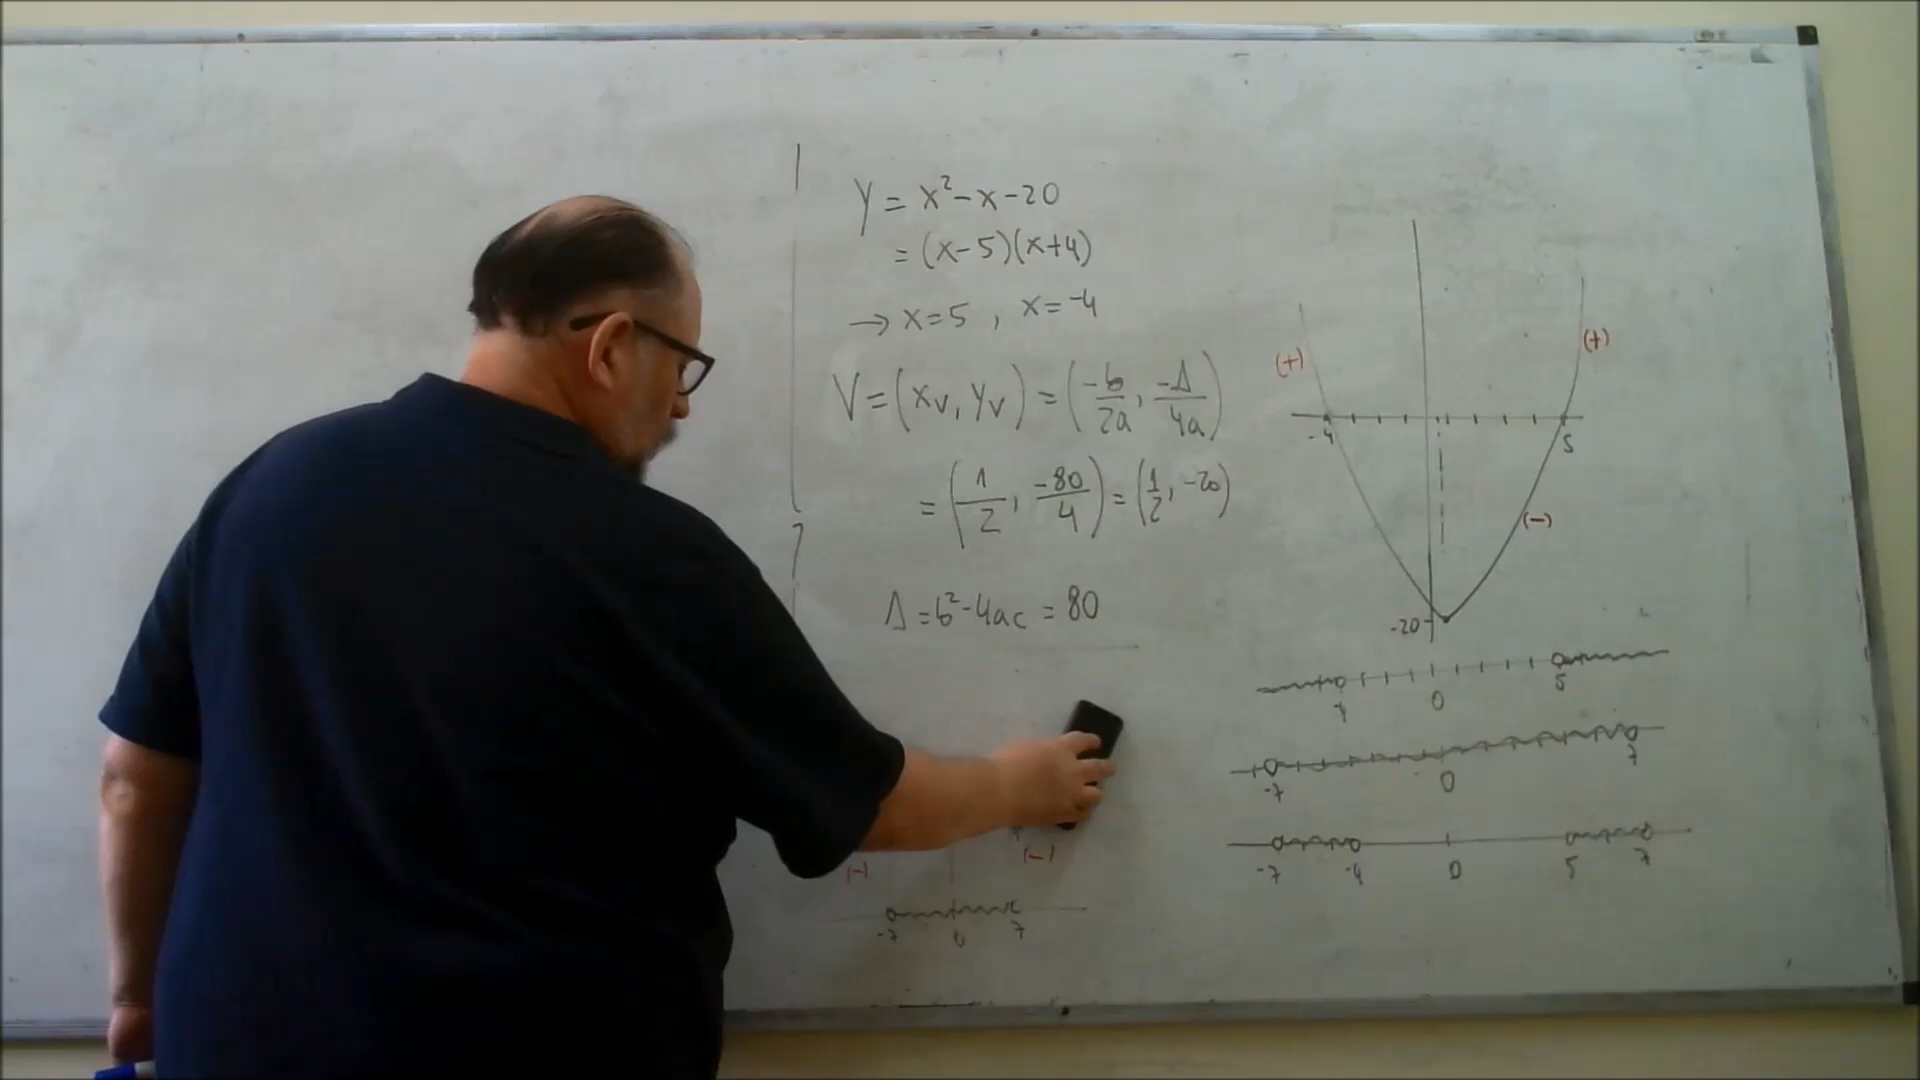 y = x² - x - 20
= (x - 5)(x + 4)
→ x = 5 , x = -4
V = (xᵥ, yᵥ) = (-b/2a, -Δ/4a)
= (1/2, -80/4) = (1/2, -20)
Δ = b² - 4ac = 80
(-) (-)
-7 0 7
(+) (+)
-4 5
(-)
-20
-4 0 5
-7 0 7
-7 -4 0 5 7